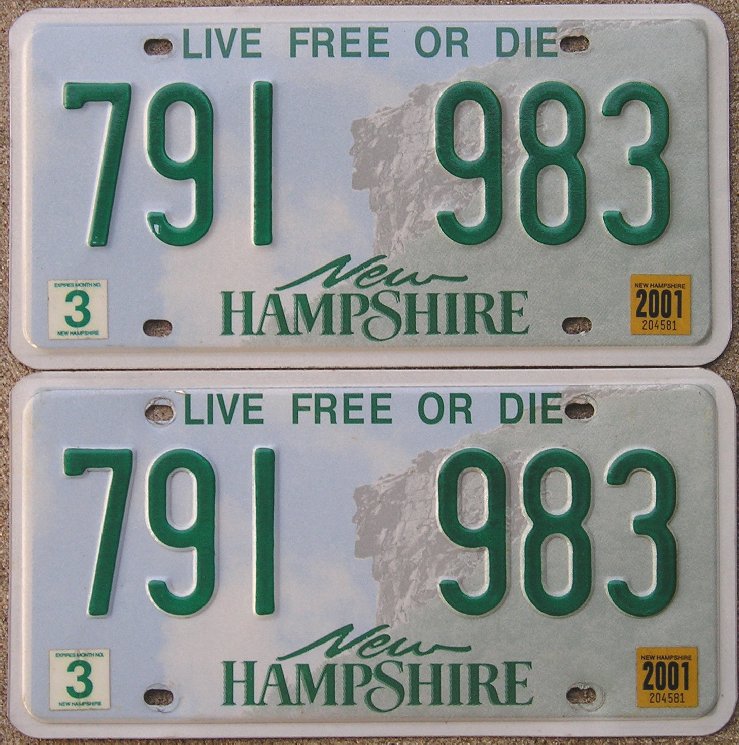 LIVE FREE OR DIE
791 983
EXPIRES MONTH NO.
3
NEW HAMPSHIRE
New
HAMPSHIRE
NEW HAMPSHIRE
2001
204581
LIVE FREE OR DIE
791 983
EXPIRES MONTH NO.
3
NEW HAMPSHIRE
New
HAMPSHIRE
NEW HAMPSHIRE
2001
204581